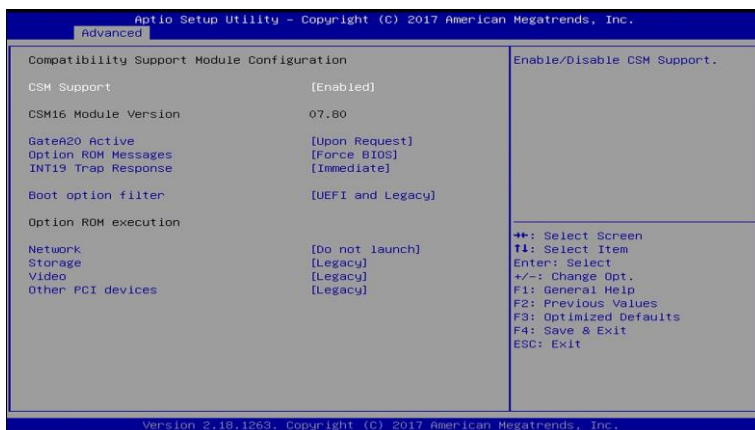 Aptio Setup Utility – Copyright (C) 2017 American Megatrends, Inc.
Advanced
Compatibility Support Module Configuration
CSM Support [Enabled]
CSM16 Module Version 07.80
GateA20 Active [Upon Request]
Option ROM Messages [Force BIOS]
INT19 Trap Response [Immediate]
Boot option filter [UEFI and Legacy]
Option ROM execution
Network [Do not launch]
Storage [Legacy]
Video [Legacy]
Other PCI devices [Legacy]
Enable/Disable CSM Support.
→←: Select Screen
↑↓: Select Item
Enter: Select
+/-: Change Opt.
F1: General Help
F2: Previous Values
F3: Optimized Defaults
F4: Save & Exit
ESC: Exit
Version 2.18.1263. Copyright (C) 2017 American Megatrends, Inc.